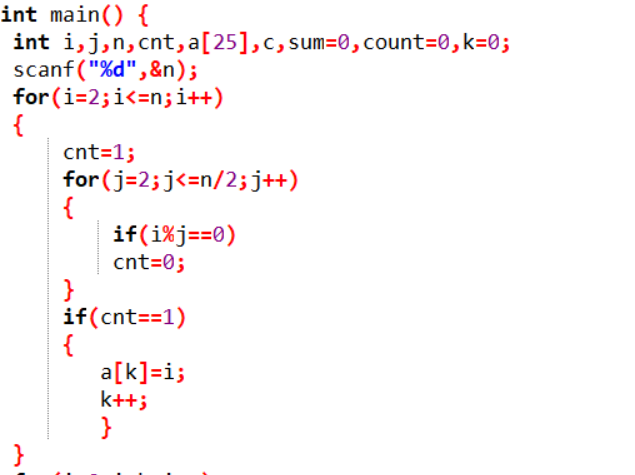 int main() {
int i,j,n,cnt,a[25],c,sum=0,count=0,k=0;
scanf("%d",&n);
for(i=2;i<=n;i++)
{
cnt=1;
for(j=2;j<=n/2;j++)
{
if(i%j==0)
cnt=0;
}
if(cnt==1)
{
a[k]=i;
k++;
}
}